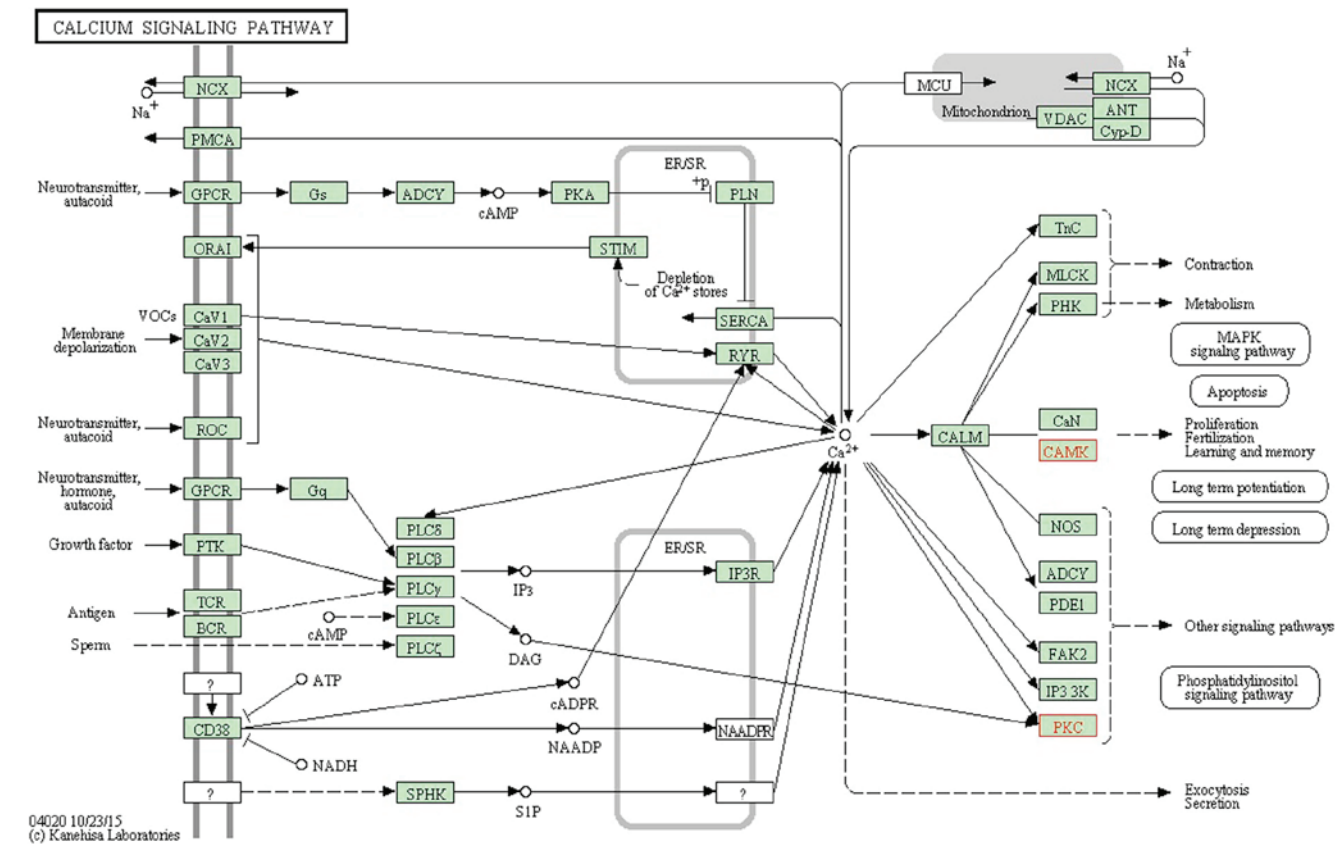 CALCIUM SIGNALING PATHWAY
NCX
Na+
PMCA
MCU
Na+
NCX
Mitochondrion
VDAC
ANT
Cyp-D
Neurotransmitter,
autacoid
GPCR
Gs
ADCY
cAMP
PKA
ER/SR
+p
PLN
ORAI
STIM
Depletion
of Ca2+ stores
VOCs
CaV1
Membrane
depolarization
CaV2
CaV3
SERCA
RYR
Neurotransmitter,
autacoid
ROC
Ca2+
CALM
TnC
MLCK
PHK
Contraction
Metabolism
MAPK
signalng pathway
Apoptosis
CaN
CAMK
Proliferation
Fertilization
Learning and memory
Long term potentiation
Long term depression
Neurotransmitter,
hormone,
autacoid
GPCR
Gq
PLCδ
PLCβ
PLCγ
PLCε
PLCζ
Growth factor
PTK
IP3
ER/SR
IP3R
Antigen
TCR
BCR
cAMP
Sperm
DAG
NOS
ADCY
PDE1
FAK2
IP3 3K
PKC
Other signaling pathways
Phosphatidylinositol
signaling pathway
?
ATP
cADPR
CD38
NAADP
NAADPR
NADH
?
SPHK
S1P
?
Exocytosis
Secretion
04020 10/23/15
(c) Kanehisa Laboratories